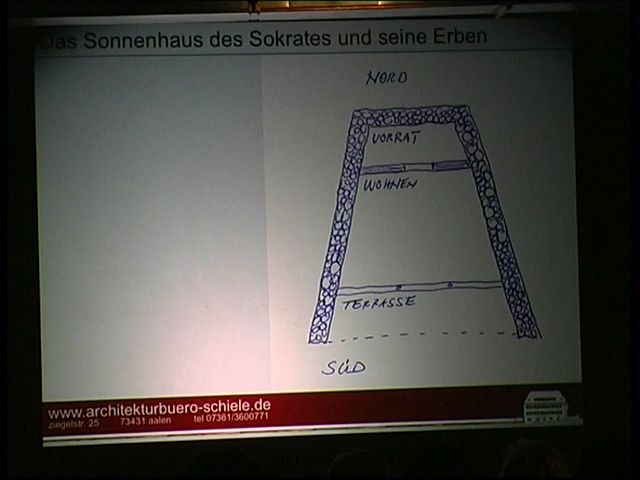 Das Sonnenhaus des Sokrates und seine Erben
NORD
VORRAT
WOHNEN
TERRASSE
SÜD
www.architekturbuero-schiele.de
ziegelstr. 25 73431 aalen tel 07361/3600771